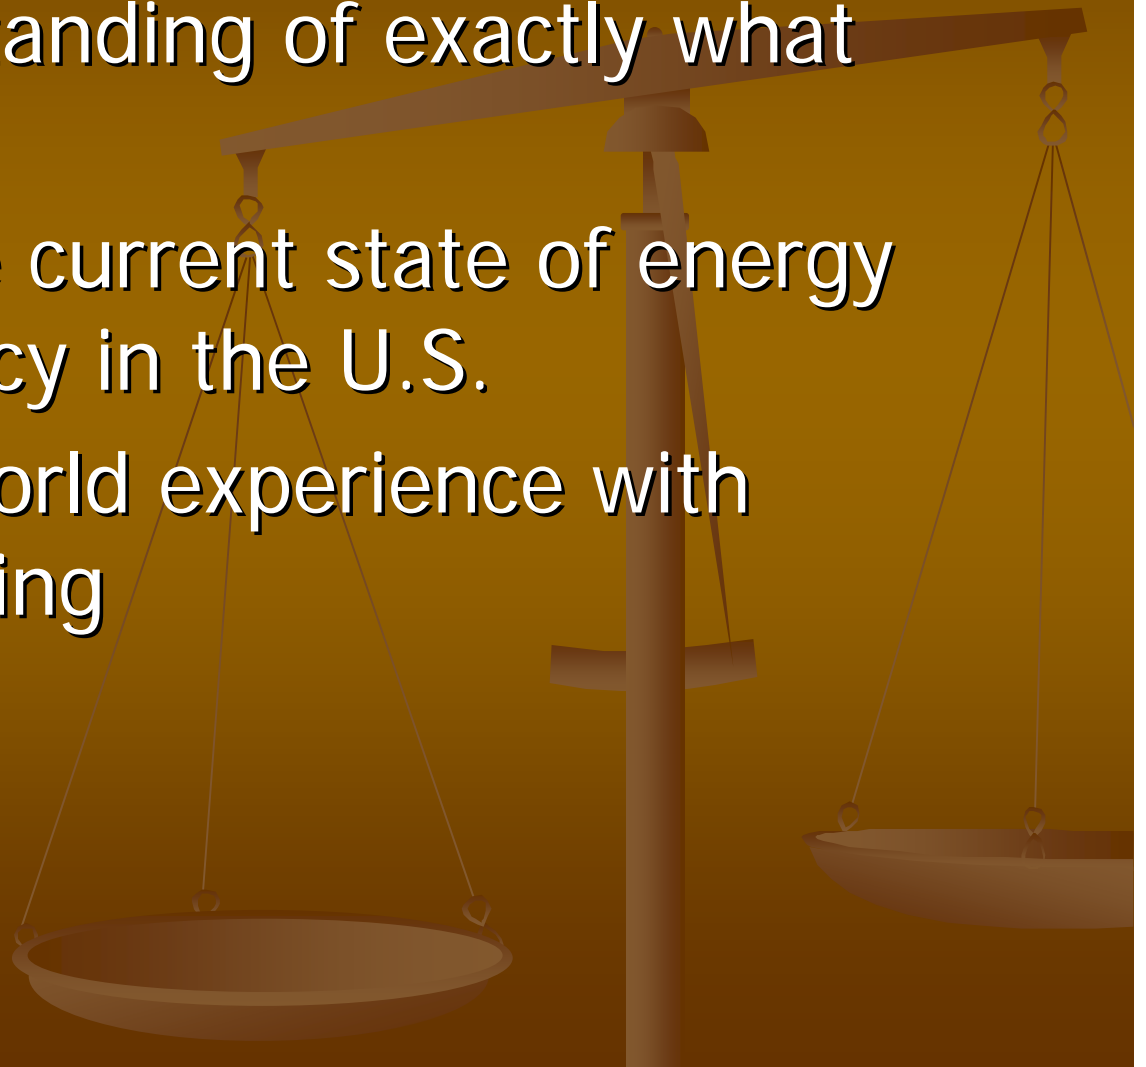 anding of exactly what
current state of energy
cy in the U.S.
orld experience with
ing